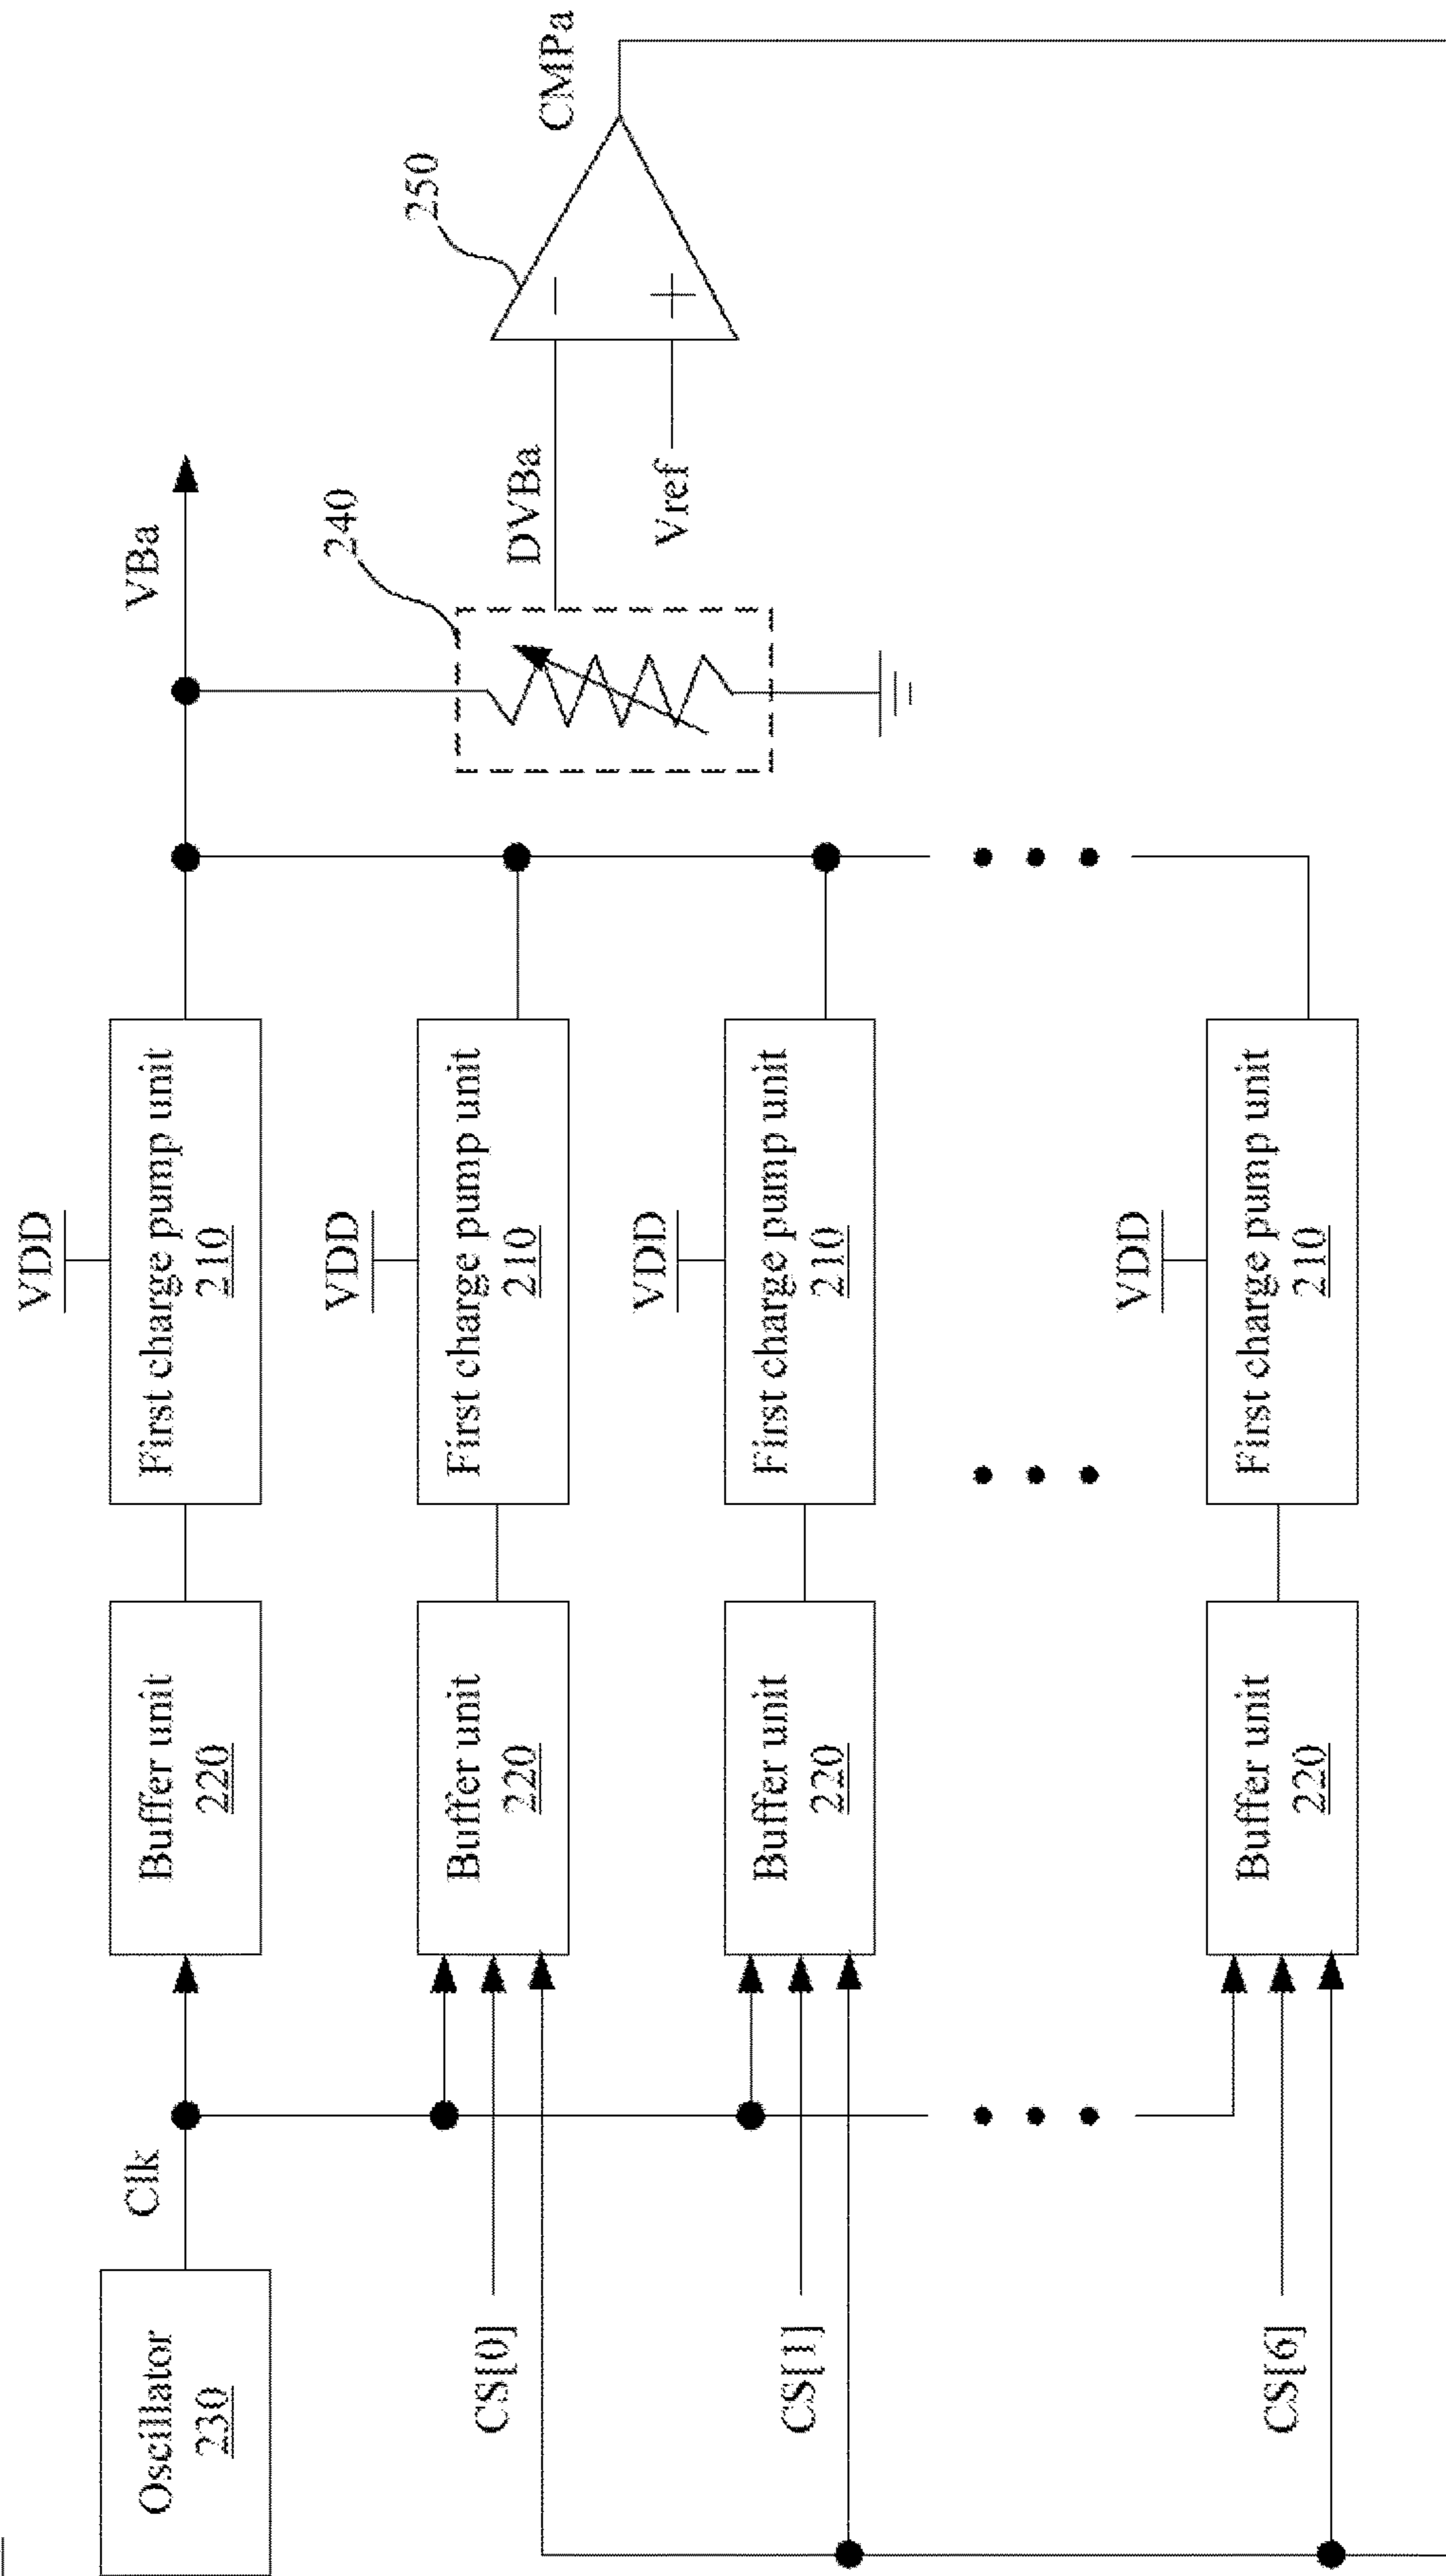 Oscillator
230
Clk
Buffer unit
220
VDD
First charge pump unit
210
VBa
CS[0]
Buffer unit
220
VDD
First charge pump unit
210
240
250
DVBa
Vref
−
+
CMPa
CS[1]
Buffer unit
220
VDD
First charge pump unit
210
CS[6]
Buffer unit
220
VDD
First charge pump unit
210